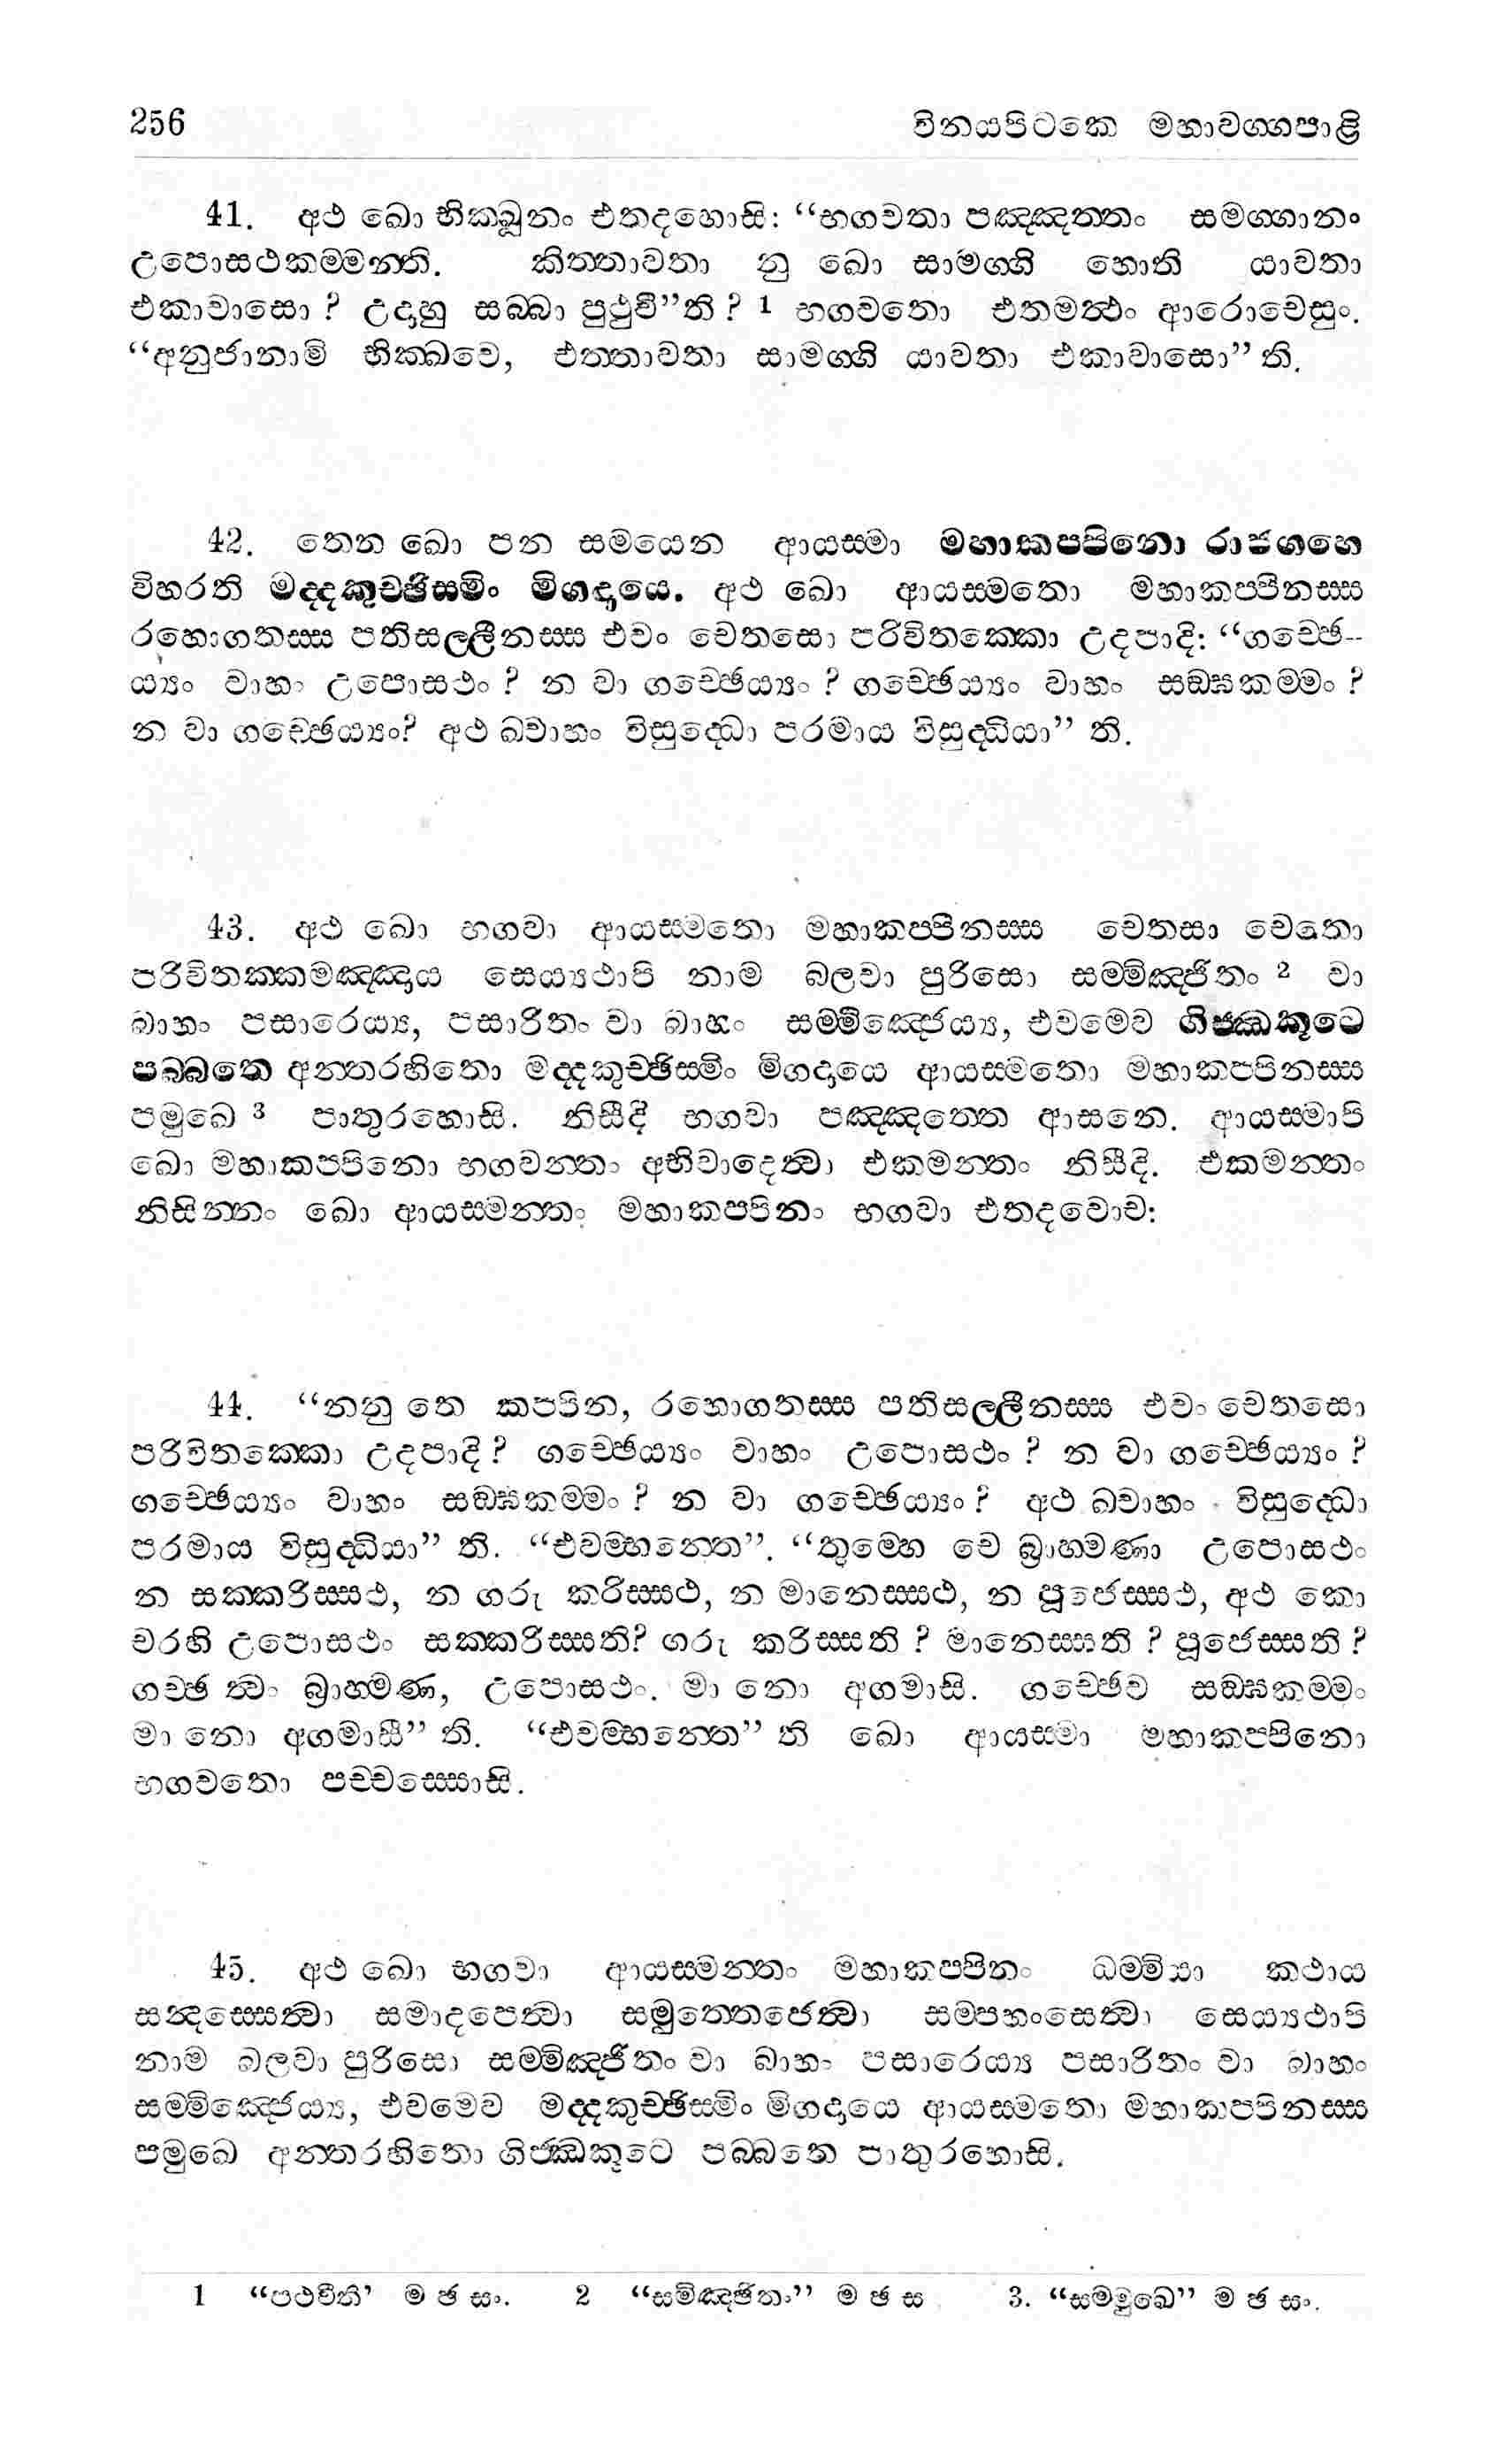 256 විනයපිටකෙ මහාවග්ගපාළි
41. අථ ඛො භික්ඛූනං එතදහොසි: “භගවතා පඤ්ඤත්තං සමග්ගානං
උපොසථකම්මන්ති. කිත්තාවතා නු ඛො සාමග්ගි හොති යාවතා
එකාවාසො? උදාහු සබ්බා පුථුවී”ති? 1 භගවතො එතමත්ථං ආරොචෙසුං.
“අනුජානාමි භික්ඛවෙ, එත්තාවතා සාමග්ගි යාවතා එකාවාසො” ති.
42. තෙන ඛො පන සමයෙන ආයස්මා මහාකප්පිනො රාජගහෙ
විහරති මද්දකුච්ඡිස්මිං මිගදායෙ. අථ ඛො ආයස්මතො මහාකප්පිනස්ස
රහොගතස්ස පතිසල්ලීනස්ස එවං චෙතසො පරිවිතක්කො උදපාදි: “ගච්ඡෙ--
ය්‍යං වාහං උපොසථං? න වා ගච්ඡෙය්‍යං? ගච්ඡෙය්‍යං වාහං සඞ්ඝකම්මං?
න වා ගච්ඡෙය්‍යං? අථ ඛ්වාහං විසුද්ධො පරමාය විසුද්ධියා” ති.
43. අථ ඛො භගවා ආයස්මතො මහාකප්පිනස්ස චෙතසා චෙතො
පරිවිතක්කමඤ්ඤාය සෙය්‍යථාපි නාම බලවා පුරිසො සම්මිඤ්ජිතං 2 වා
බාහං පසාරෙය්‍ය, පසාරිතං වා බාහං සම්මිඤ්ජෙය්‍ය, එවමෙව ගිජ්ඣකූටෙ
පබ්බතෙ අන්තරහිතො මද්දකුච්ඡිස්මිං මිගදායෙ ආයස්මතො මහාකප්පිනස්ස
පමුඛෙ 3 පාතුරහොසි. නිසීදි භගවා පඤ්ඤත්තෙ ආසනෙ. ආයස්මාපි
ඛො මහාකප්පිනො භගවන්තං අභිවාදෙත්වා එකමන්තං නිසීදි. එකමන්තං
නිසින්නං ඛො ආයස්මන්තං මහාකප්පිනං භගවා එතදවොච:
44. “නනු තෙ කප්පින, රහොගතස්ස පතිසල්ලීනස්ස එවං චෙතසො
පරිවිතක්කො උදපාදි? ගච්ඡෙය්‍යං වාහං උපොසථං? න වා ගච්ඡෙය්‍යං?
ගච්ඡෙය්‍යං වාහං සඞ්ඝකම්මං? න වා ගච්ඡෙය්‍යං? අථ ඛ්වාහං විසුද්ධො
පරමාය විසුද්ධියා” ති. “එවම්භන්තෙ”. “තුම්හෙ චෙ බ්‍රාහ්මණා උපොසථං
න සක්කරිස්සථ, න ගරු කරිස්සථ, න මානෙස්සථ, න පූජෙස්සථ, අථ කො
චරහි උපොසථං සක්කරිස්සති? ගරු කරිස්සති? මානෙස්සති? පූජෙස්සති?
ගච්ඡ ත්වං බ්‍රාහ්මණ, උපොසථං. මා නො අගමාසි. ගච්ඡෙව සඞ්ඝකම්මං
මා නො අගමාසී” ති. “එවම්භන්තෙ” ති ඛො ආයස්මා මහාකප්පිනො
භගවතො පච්චස්සොසි.
45. අථ ඛො භගවා ආයස්මන්තං මහාකප්පිනං ධම්මියා කථාය
සන්දස්සෙත්වා සමාදපෙත්වා සමුත්තෙජෙත්වා සම්පහංසෙත්වා සෙය්‍යථාපි
නාම බලවා පුරිසො සම්මිඤ්ජිතං වා බාහං පසාරෙය්‍ය පසාරිතං වා බාහං
සම්මිඤ්ජෙය්‍ය, එවමෙව මද්දකුච්ඡිස්මිං මිගදායෙ ආයස්මතො මහාකප්පිනස්ස
පමුඛෙ අන්තරහිතො ගිජ්ඣකූටෙ පබ්බතෙ පාතුරහොසි.
1 “පථවීති’ ම ඡ සං. 2 “සමිඤ්ජිතං” ම ඡ ස 3. “සම්මුඛෙ” ම ඡ සං.